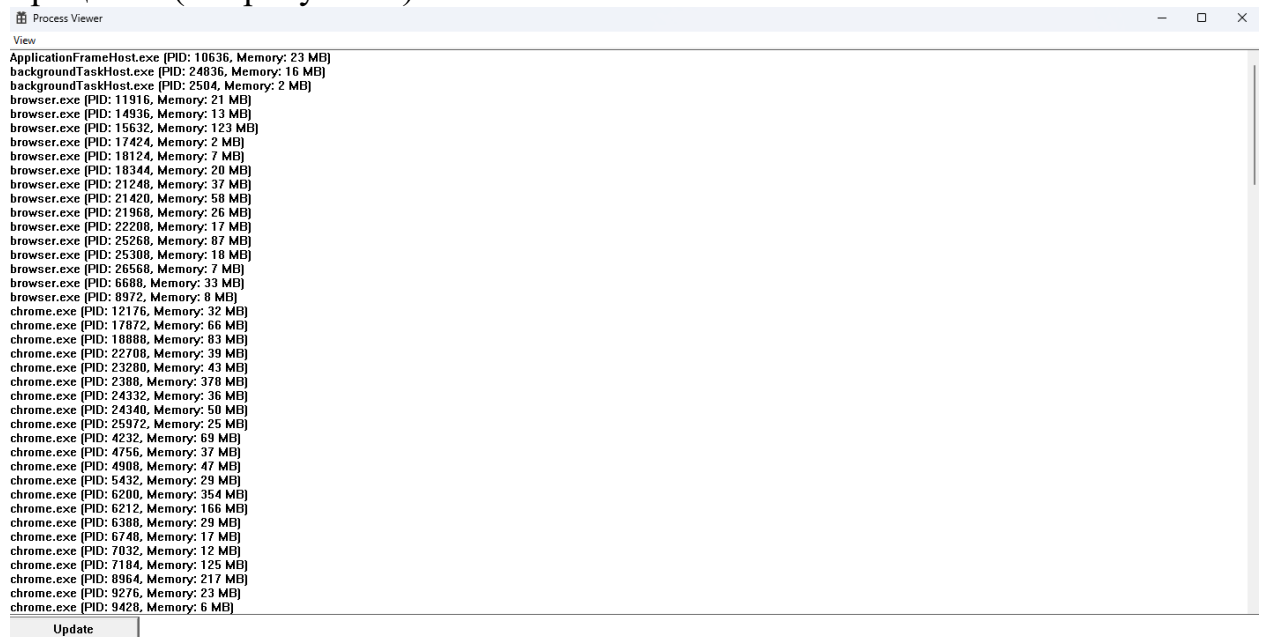 Process Viewer
View
ApplicationFrameHost.exe (PID: 10636, Memory: 23 MB)
backgroundTaskHost.exe (PID: 24836, Memory: 16 MB)
backgroundTaskHost.exe (PID: 2504, Memory: 2 MB)
browser.exe (PID: 11916, Memory: 21 MB)
browser.exe (PID: 14936, Memory: 13 MB)
browser.exe (PID: 15632, Memory: 123 MB)
browser.exe (PID: 17424, Memory: 2 MB)
browser.exe (PID: 18124, Memory: 7 MB)
browser.exe (PID: 18344, Memory: 20 MB)
browser.exe (PID: 21248, Memory: 37 MB)
browser.exe (PID: 21420, Memory: 58 MB)
browser.exe (PID: 21968, Memory: 26 MB)
browser.exe (PID: 22208, Memory: 17 MB)
browser.exe (PID: 25268, Memory: 87 MB)
browser.exe (PID: 25308, Memory: 18 MB)
browser.exe (PID: 26568, Memory: 7 MB)
browser.exe (PID: 6688, Memory: 33 MB)
browser.exe (PID: 8972, Memory: 8 MB)
chrome.exe (PID: 12176, Memory: 32 MB)
chrome.exe (PID: 17872, Memory: 66 MB)
chrome.exe (PID: 18888, Memory: 83 MB)
chrome.exe (PID: 22708, Memory: 39 MB)
chrome.exe (PID: 23280, Memory: 43 MB)
chrome.exe (PID: 2388, Memory: 378 MB)
chrome.exe (PID: 24332, Memory: 36 MB)
chrome.exe (PID: 24340, Memory: 50 MB)
chrome.exe (PID: 25972, Memory: 25 MB)
chrome.exe (PID: 4232, Memory: 69 MB)
chrome.exe (PID: 4756, Memory: 37 MB)
chrome.exe (PID: 4908, Memory: 47 MB)
chrome.exe (PID: 5432, Memory: 29 MB)
chrome.exe (PID: 6200, Memory: 354 MB)
chrome.exe (PID: 6212, Memory: 166 MB)
chrome.exe (PID: 6388, Memory: 29 MB)
chrome.exe (PID: 6748, Memory: 17 MB)
chrome.exe (PID: 7032, Memory: 12 MB)
chrome.exe (PID: 7184, Memory: 125 MB)
chrome.exe (PID: 8964, Memory: 217 MB)
chrome.exe (PID: 9276, Memory: 23 MB)
chrome.exe (PID: 9428, Memory: 6 MB)
Update